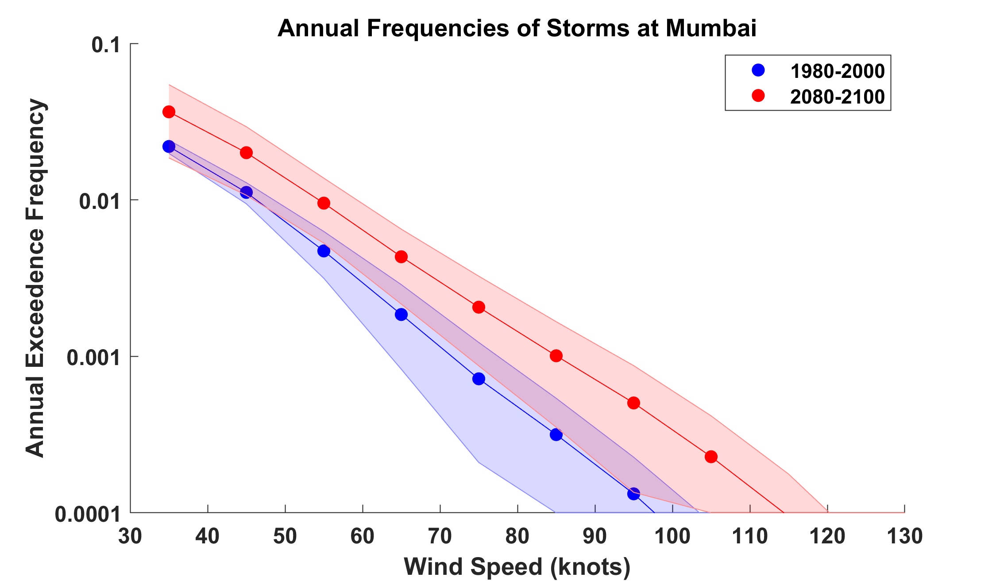 Annual Frequencies of Storms at Mumbai
0.1
0.01
0.001
0.0001
Annual Exceedence Frequency
1980-2000
2080-2100
30 40 50 60 70 80 90 100 110 120 130
Wind Speed (knots)